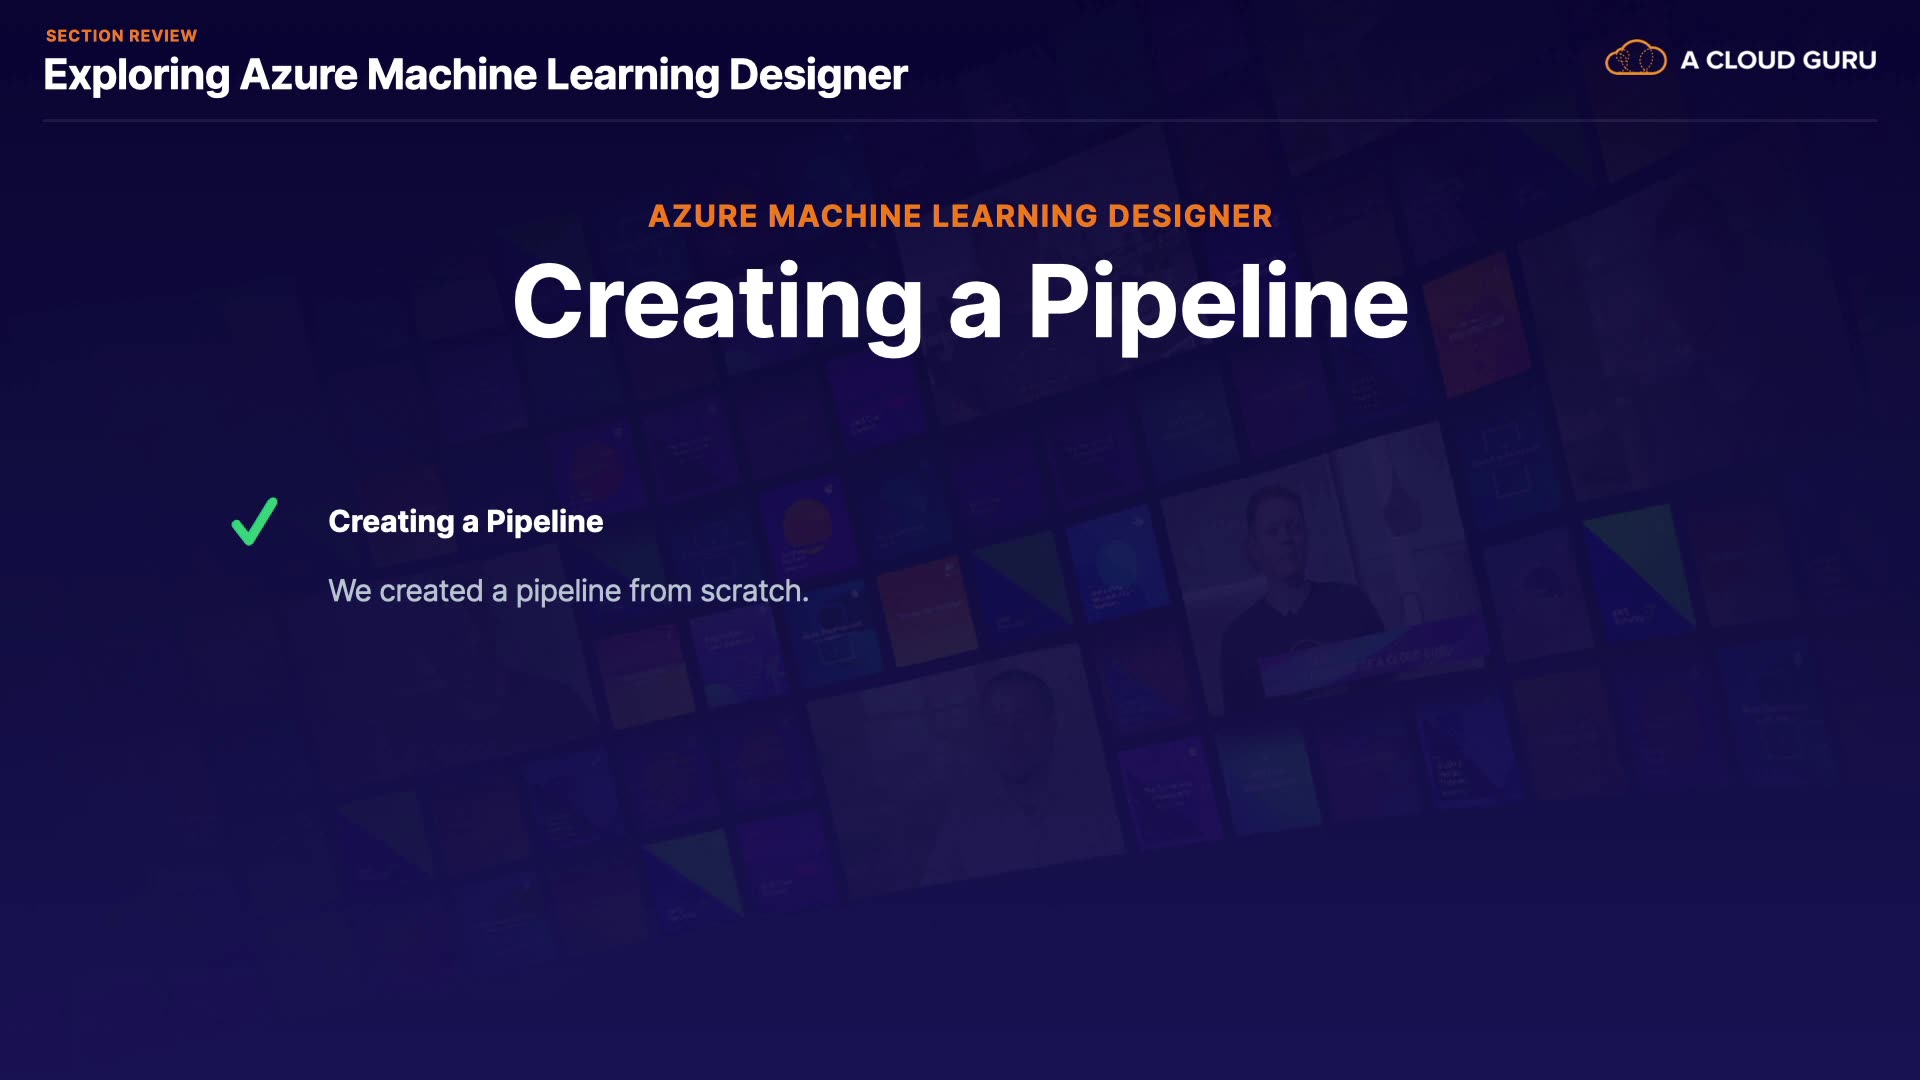 SECTION REVIEW
Exploring Azure Machine Learning Designer
A CLOUD GURU
AZURE MACHINE LEARNING DESIGNER
Creating a Pipeline
Creating a Pipeline
We created a pipeline from scratch.